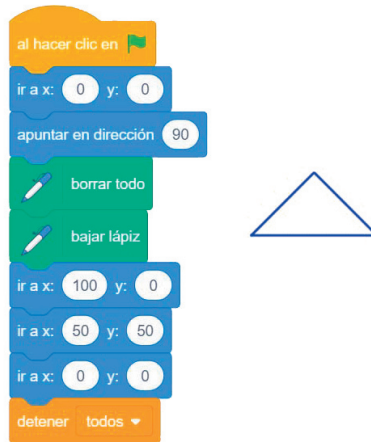 al hacer clic en
ir a x: 0 y: 0
apuntar en dirección 90
borrar todo
bajar lápiz
ir a x: 100 y: 0
ir a x: 50 y: 50
ir a x: 0 y: 0
detener todos